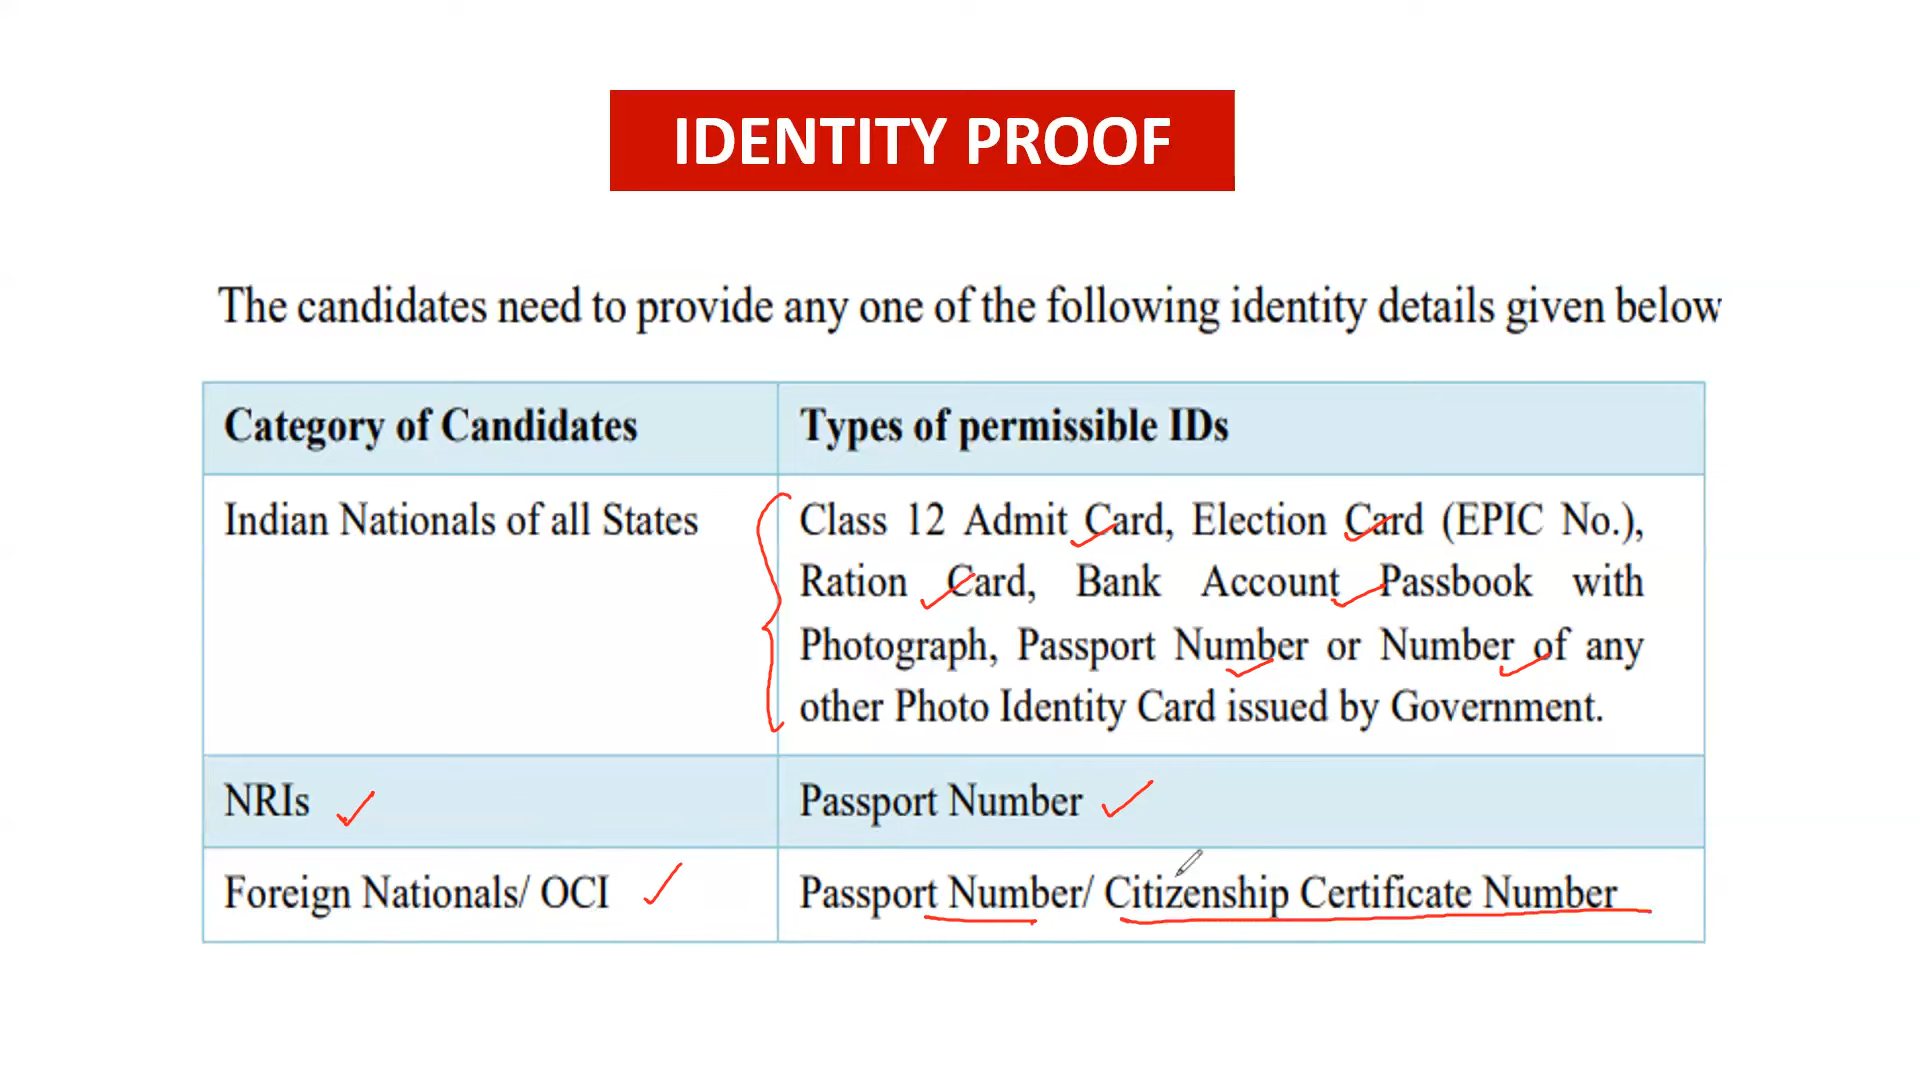 IDENTITY PROOF
The candidates need to provide any one of the following identity details given below
Category of Candidates
Types of permissible IDs
Indian Nationals of all States
Class 12 Admit Card, Election Card (EPIC No.),
Ration Card, Bank Account Passbook with
Photograph, Passport Number or Number of any
other Photo Identity Card issued by Government.
NRIs
Passport Number
Foreign Nationals/ OCI
Passport Number/ Citizenship Certificate Number